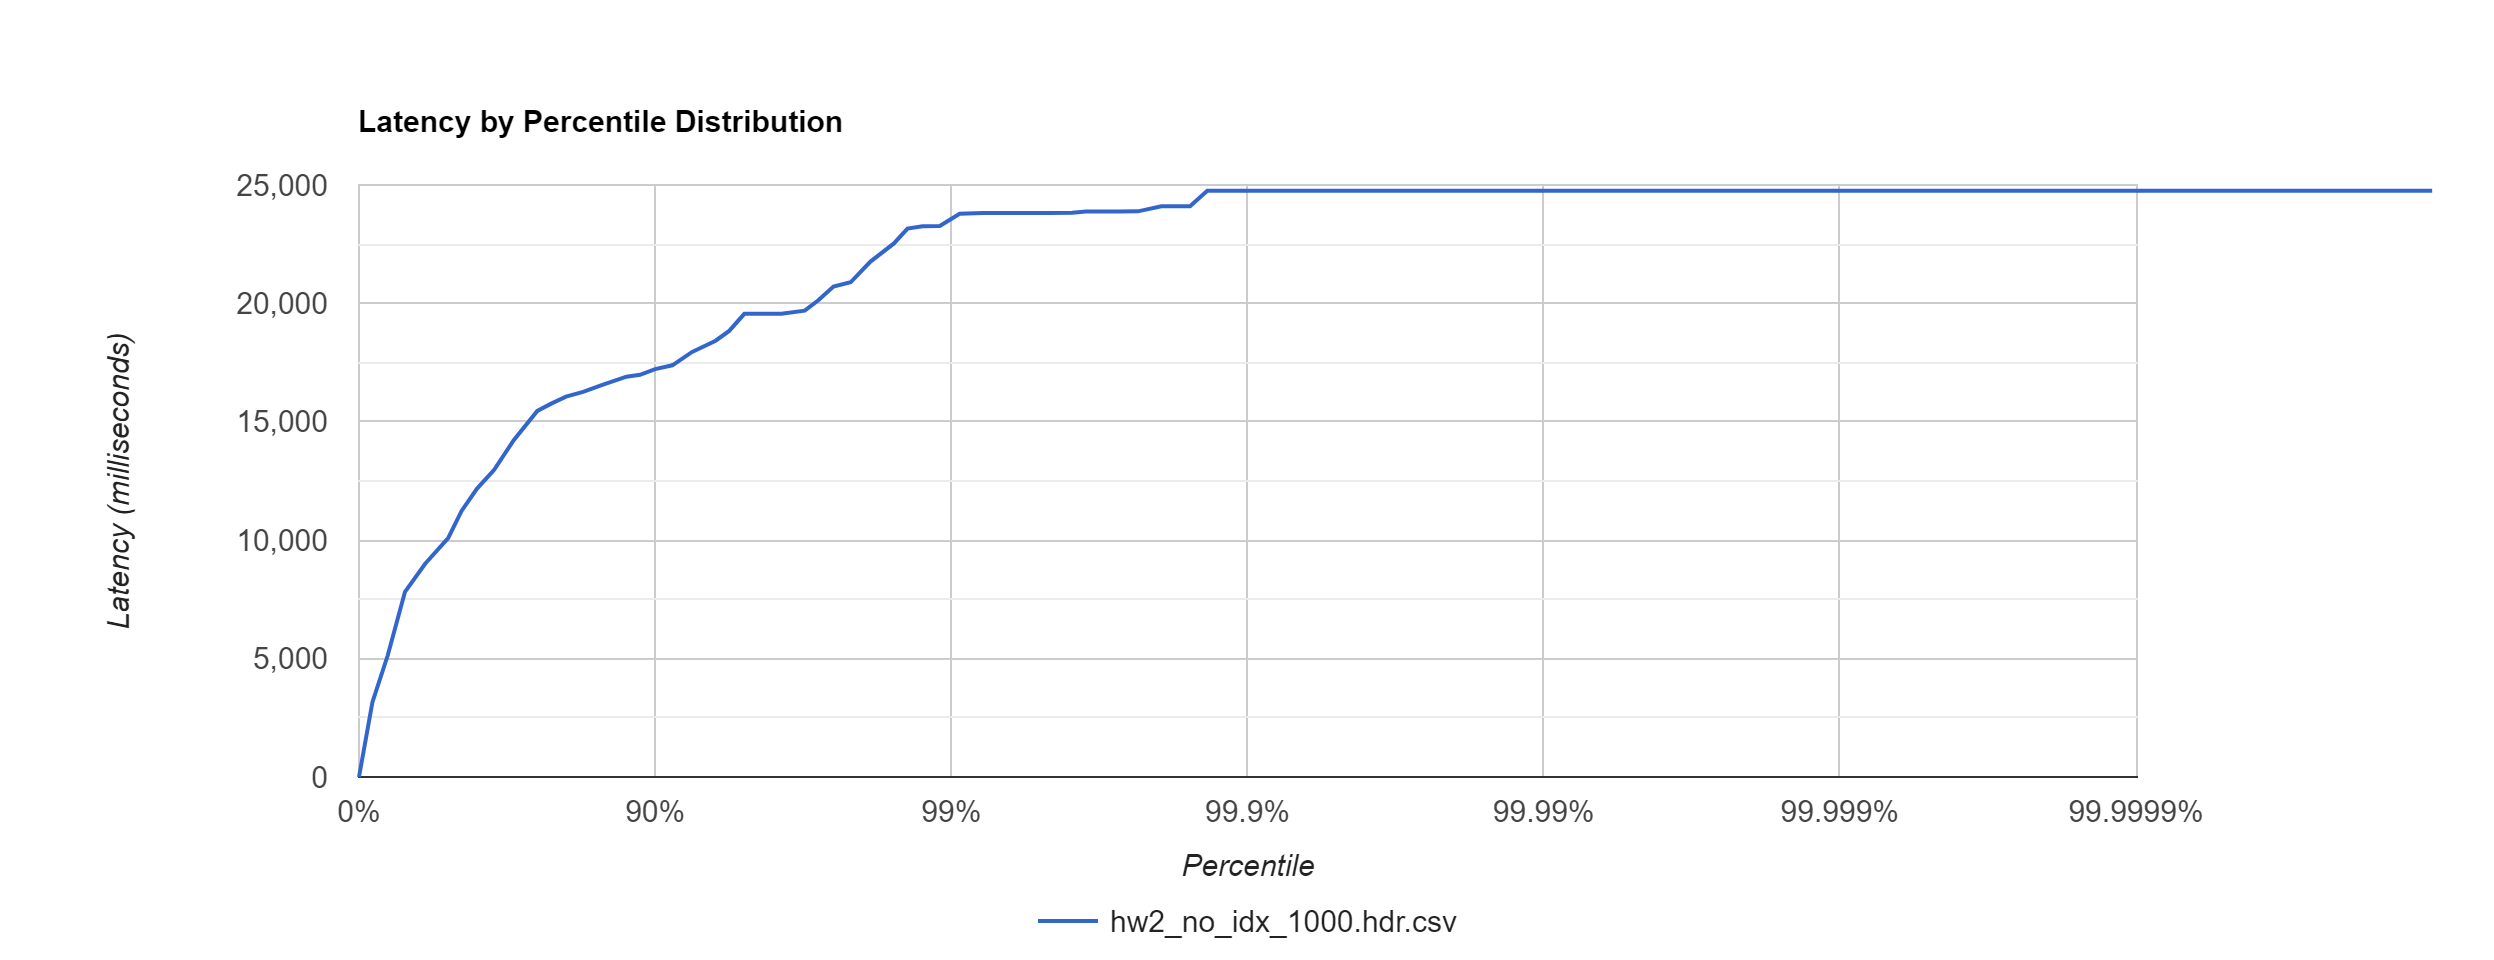 Latency by Percentile Distribution
25,000
20,000
15,000
10,000
5,000
0
Latency (milliseconds)
0% 90% 99% 99.9% 99.99% 99.999% 99.9999%
Percentile
hw2_no_idx_1000.hdr.csv